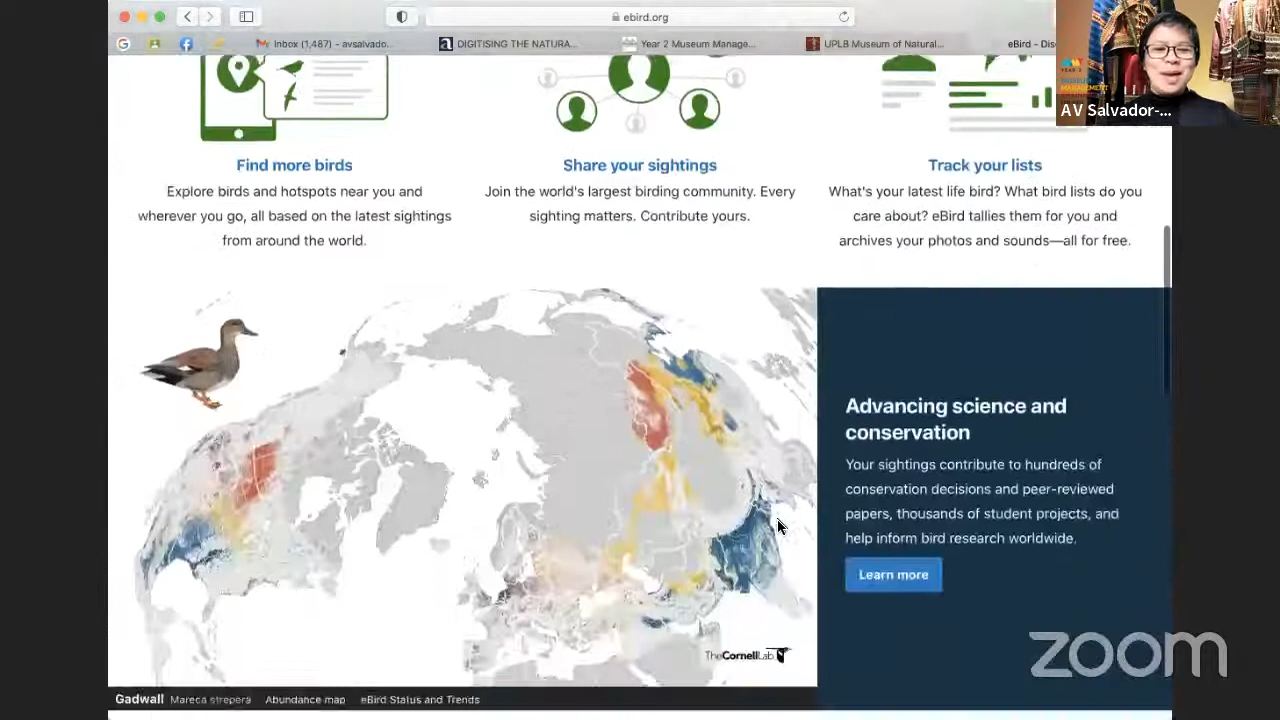 ebird.org
Inbox (1,487) - avsalvado...
DIGITISING THE NATURA...
Year 2 Museum Manage...
UPLB Museum of Natural...
eBird - Dis
YEAR 2
MUSEUM
MANAGEMENT
AV Salvador-...
Find more birds
Explore birds and hotspots near you and
wherever you go, all based on the latest sightings
from around the world.
Share your sightings
Join the world's largest birding community. Every
sighting matters. Contribute yours.
Track your lists
What's your latest life bird? What bird lists do you
care about? eBird tallies them for you and
archives your photos and sounds—all for free.
Advancing science and
conservation
Your sightings contribute to hundreds of
conservation decisions and peer-reviewed
papers, thousands of student projects, and
help inform bird research worldwide.
Learn more
TheCornellLab
Gadwall Mareca strepera Abundance map eBird Status and Trends
zoom